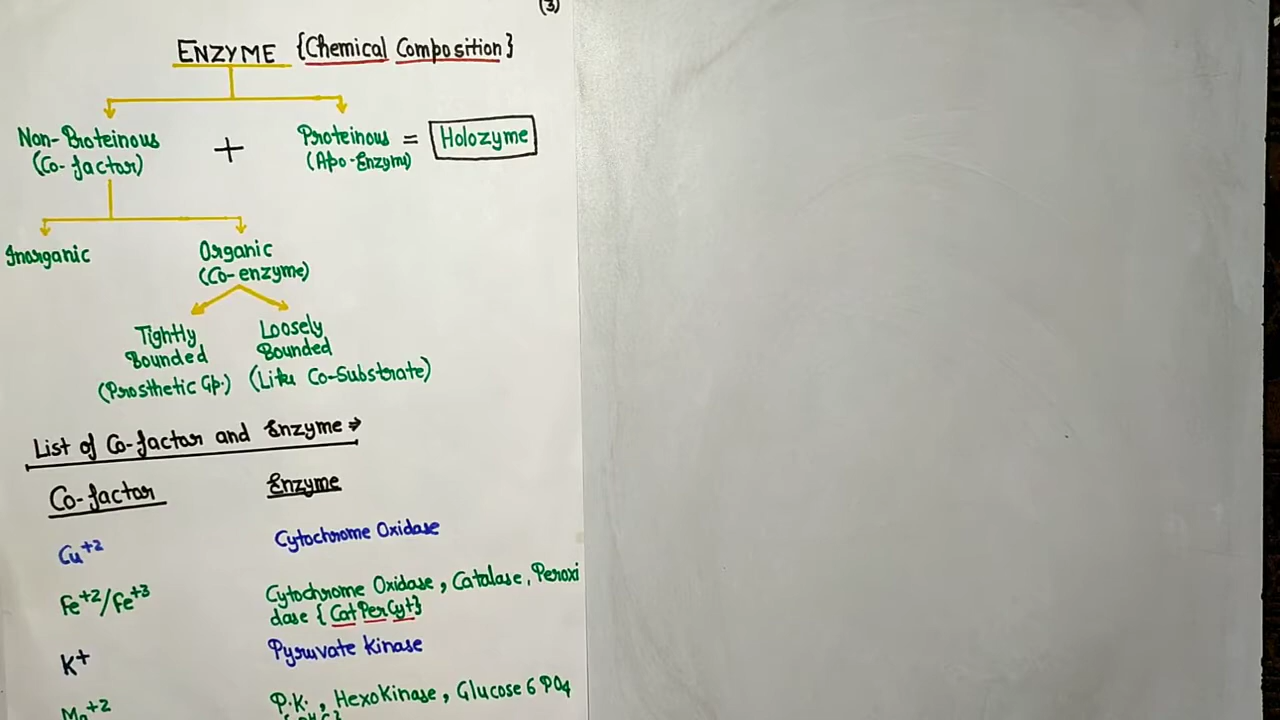 (3)
ENZYME {Chemical Composition}
Non-Proteinous + Proteinous = Holozyme
(Co-factor) (Apo-Enzym)
Inorganic Organic
(Co-enzyme)
Tightly Loosely
Bounded Bounded
(Prosthetic Gp.) (Like Co-Substrate)
List of Co-factor and Enzyme →
Co-factor Enzyme
Cu+2 Cytochrome Oxidase
Fe+2/Fe+3 Cytochrome Oxidase, Catalase, Peroxi
dase {CatPerCyt}
K+ Pyruvate Kinase
Mg+2 P.K., Hexokinase, Glucose 6 PO4